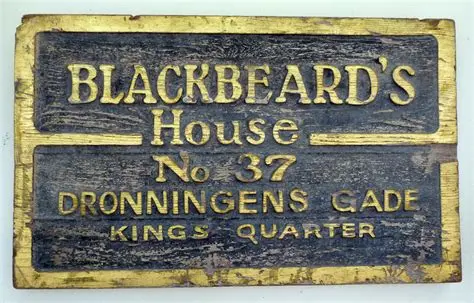 BLACKBEARD'S
House
No 37
DRONNINGENS GADE
KINGS QUARTER